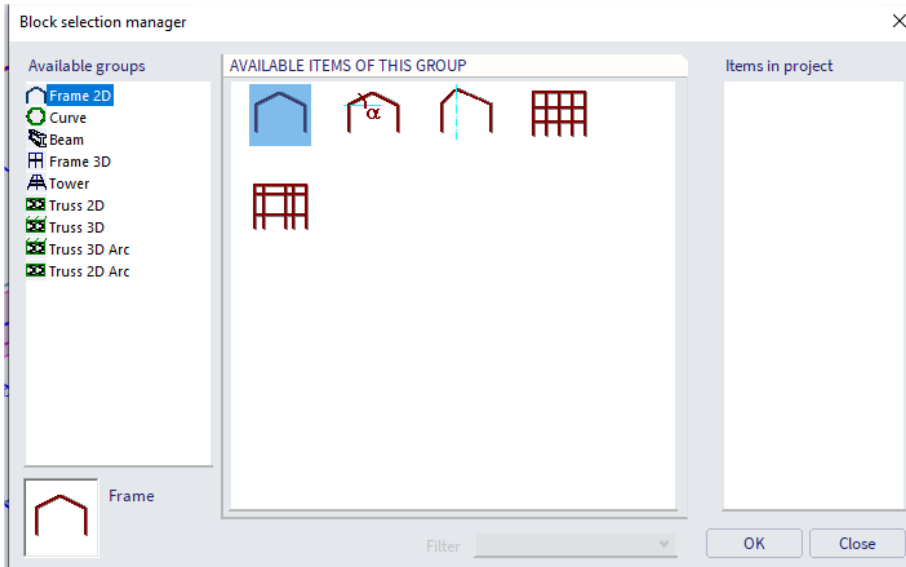 Block selection manager
Available groups
Frame 2D
Curve
Beam
Frame 3D
Tower
Truss 2D
Truss 3D
Truss 3D Arc
Truss 2D Arc
AVAILABLE ITEMS OF THIS GROUP
α
Items in project
Frame
Filter
OK
Close